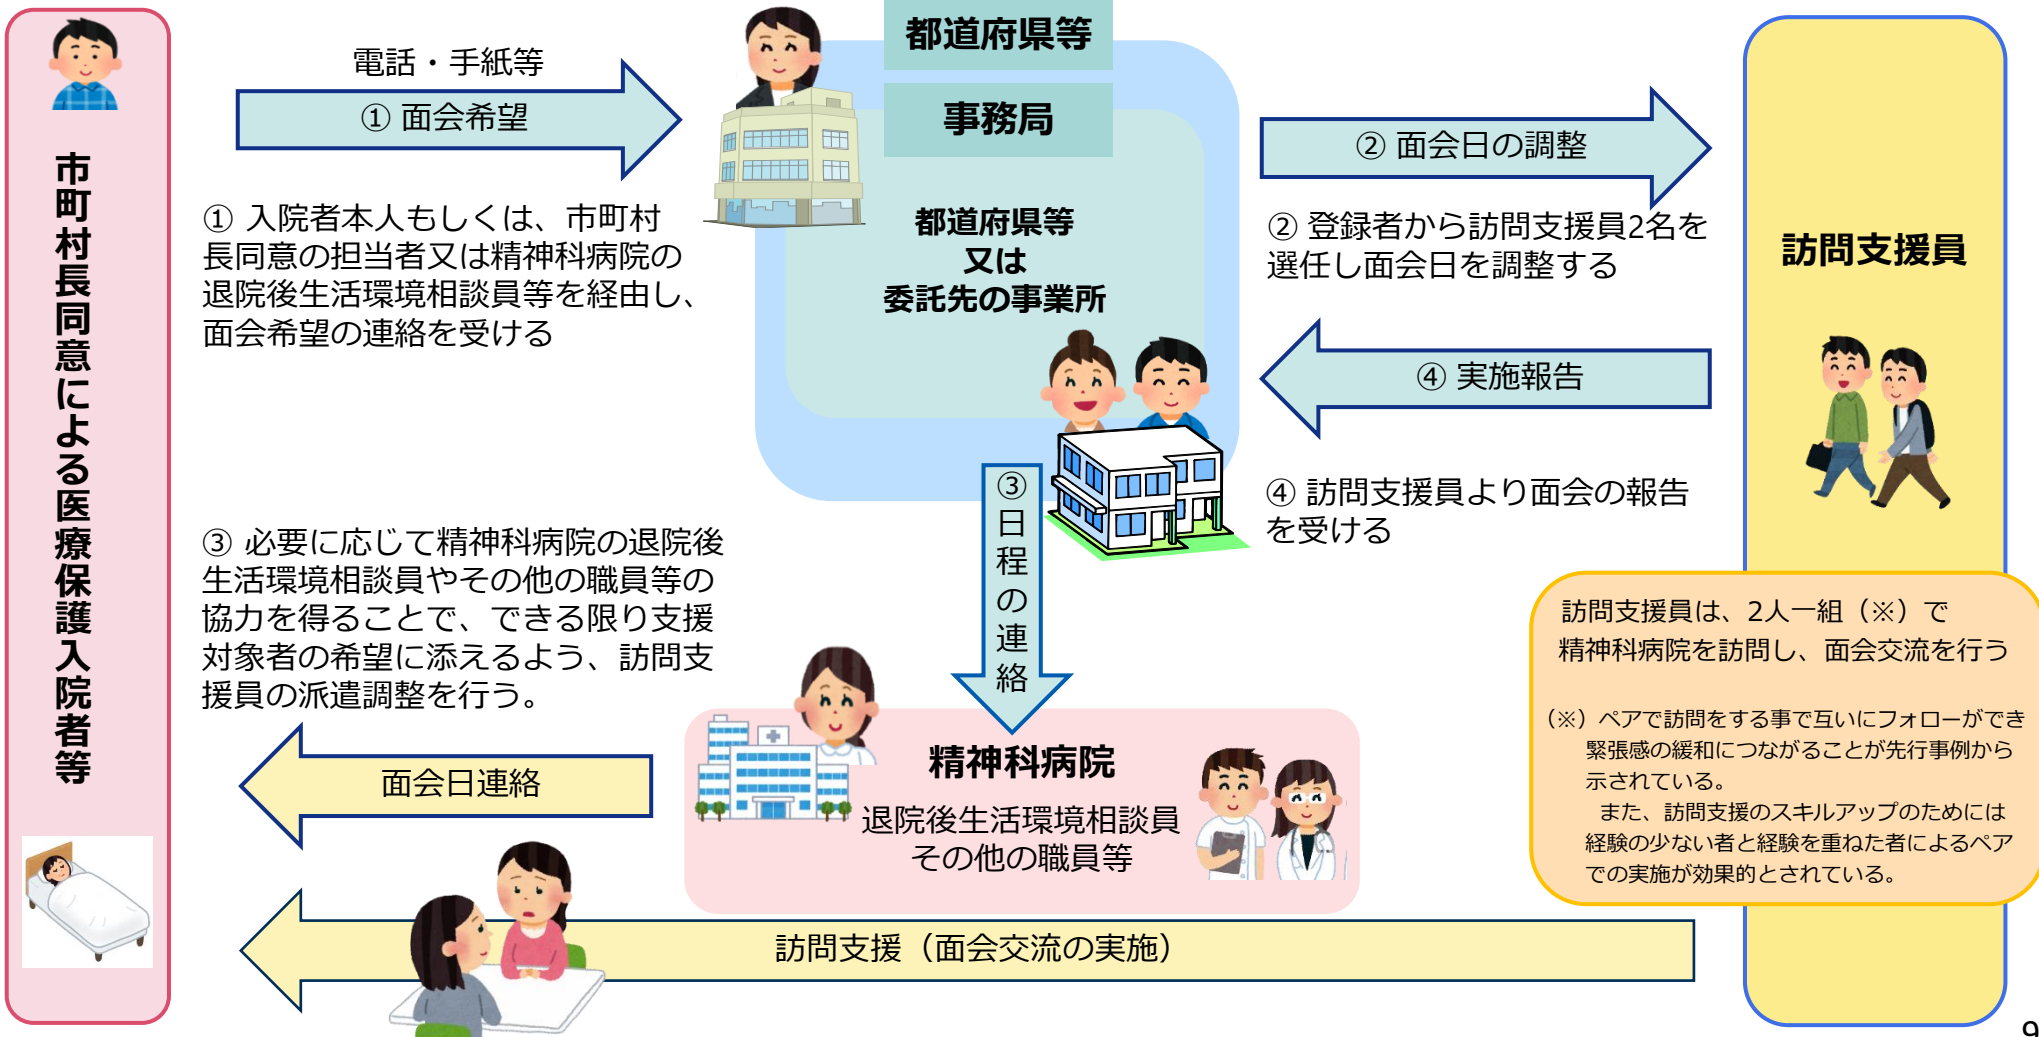 市町村長同意による医療保護入院者等
電話・手紙等
① 面会希望
① 入院者本人もしくは、市町村
長同意の担当者又は精神科病院の
退院後生活環境相談員等を経由し、
面会希望の連絡を受ける
都道府県等
事務局
都道府県等
又は
委託先の事業所
② 面会日の調整
② 登録者から訪問支援員2名を
選任し面会日を調整する
④ 実施報告
④ 訪問支援員より面会の報告
を受ける
訪問支援員
③日程の連絡
③ 必要に応じて精神科病院の退院後
生活環境相談員やその他の職員等の
協力を得ることで、できる限り支援
対象者の希望に添えるよう、訪問支
援員の派遣調整を行う。
訪問支援員は、2人一組（※）で
精神科病院を訪問し、面会交流を行う
（※）ペアで訪問をする事で互いにフォローができ
緊張感の緩和につながることが先行事例から
示されている。
また、訪問支援のスキルアップのためには
経験の少ない者と経験を重ねた者によるペア
での実施が効果的とされている。
精神科病院
退院後生活環境相談員
その他の職員等
面会日連絡
訪問支援（面会交流の実施）
9